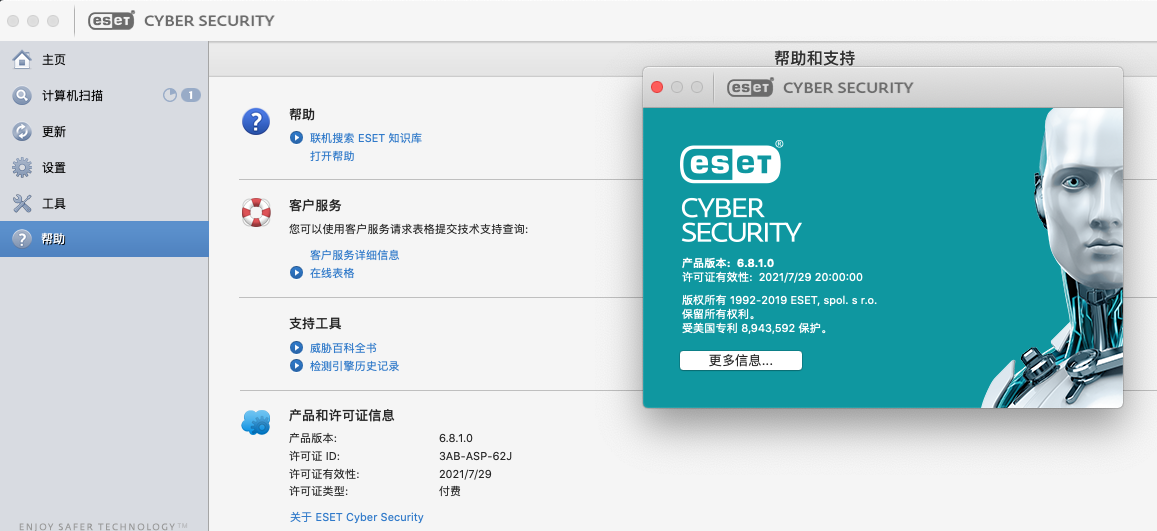 eset CYBER SECURITY
主页
计算机扫描 1
更新
设置
工具
帮助
ENJOY SAFER TECHNOLOGY™
帮助和支持
帮助
联机搜索 ESET 知识库
打开帮助
客户服务
您可以使用客户服务请求表格提交技术支持查询:
客户服务详细信息
在线表格
支持工具
威胁百科全书
检测引擎历史记录
产品和许可证信息
产品版本: 6.8.1.0
许可证 ID: 3AB-ASP-62J
许可证有效性: 2021/7/29
许可证类型: 付费
关于 ESET Cyber Security
eset CYBER SECURITY
eset®
CYBER
SECURITY
产品版本: 6.8.1.0
许可证有效性: 2021/7/29 20:00:00
版权所有 1992-2019 ESET, spol. s r.o.
保留所有权利。
受美国专利 8,943,592 保护。
更多信息...